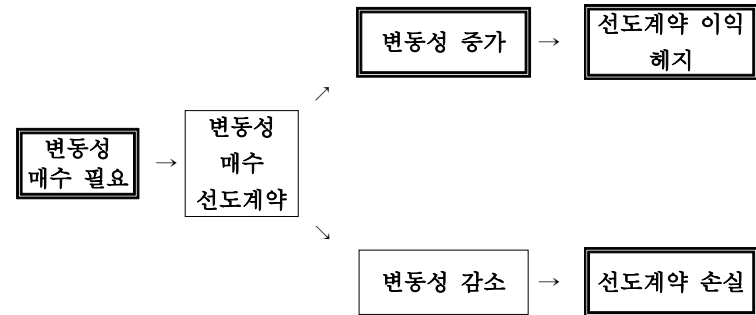 변동성
매수 필요
→
변동성
매수
선도계약
↗
변동성 증가
→
선도계약 이익
헤지
↘
변동성 감소
→
선도계약 손실